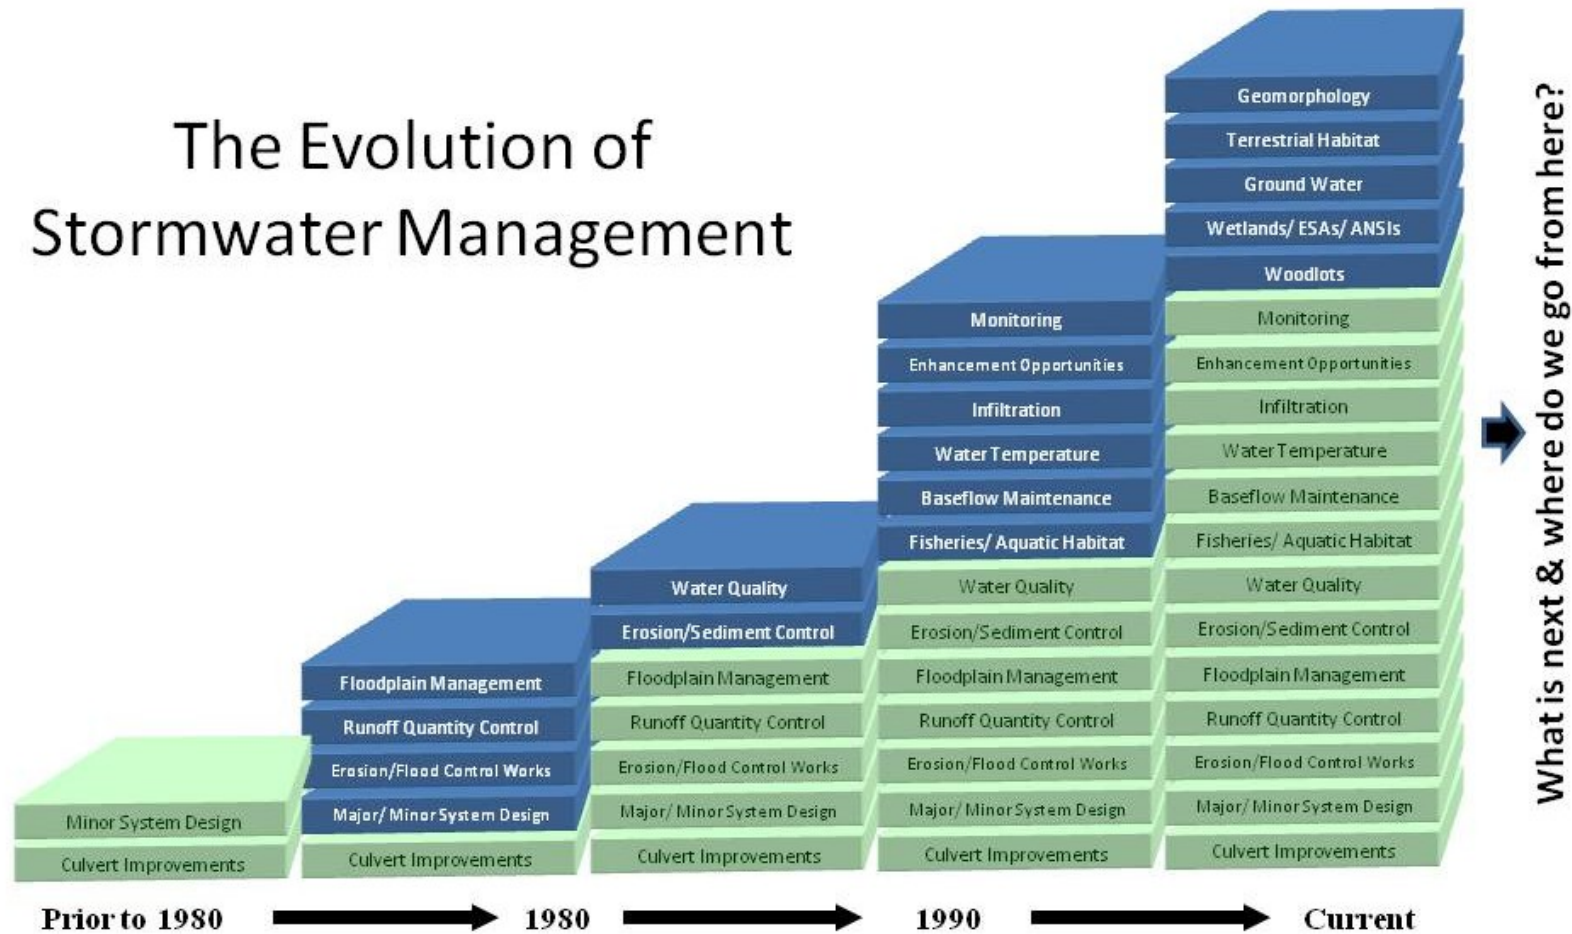 The Evolution of
Stormwater Management
Minor System Design
Culvert Improvements
Floodplain Management
Runoff Quantity Control
Erosion/Flood Control Works
Major/ Minor System Design
Culvert Improvements
Water Quality
Erosion/Sediment Control
Floodplain Management
Runoff Quantity Control
Erosion/Flood Control Works
Major/ Minor System Design
Culvert Improvements
Monitoring
Enhancement Opportunities
Infiltration
Water Temperature
Baseflow Maintenance
Fisheries/ Aquatic Habitat
Water Quality
Erosion/Sediment Control
Floodplain Management
Runoff Quantity Control
Erosion/Flood Control Works
Major/ Minor System Design
Culvert Improvements
Geomorphology
Terrestrial Habitat
Ground Water
Wetlands/ ESAs/ ANSIs
Woodlots
Monitoring
Enhancement Opportunities
Infiltration
Water Temperature
Baseflow Maintenance
Fisheries/ Aquatic Habitat
Water Quality
Erosion/Sediment Control
Floodplain Management
Runoff Quantity Control
Erosion/Flood Control Works
Major/ Minor System Design
Culvert Improvements
What is next & where do we go from here?
Prior to 1980 1980 1990 Current